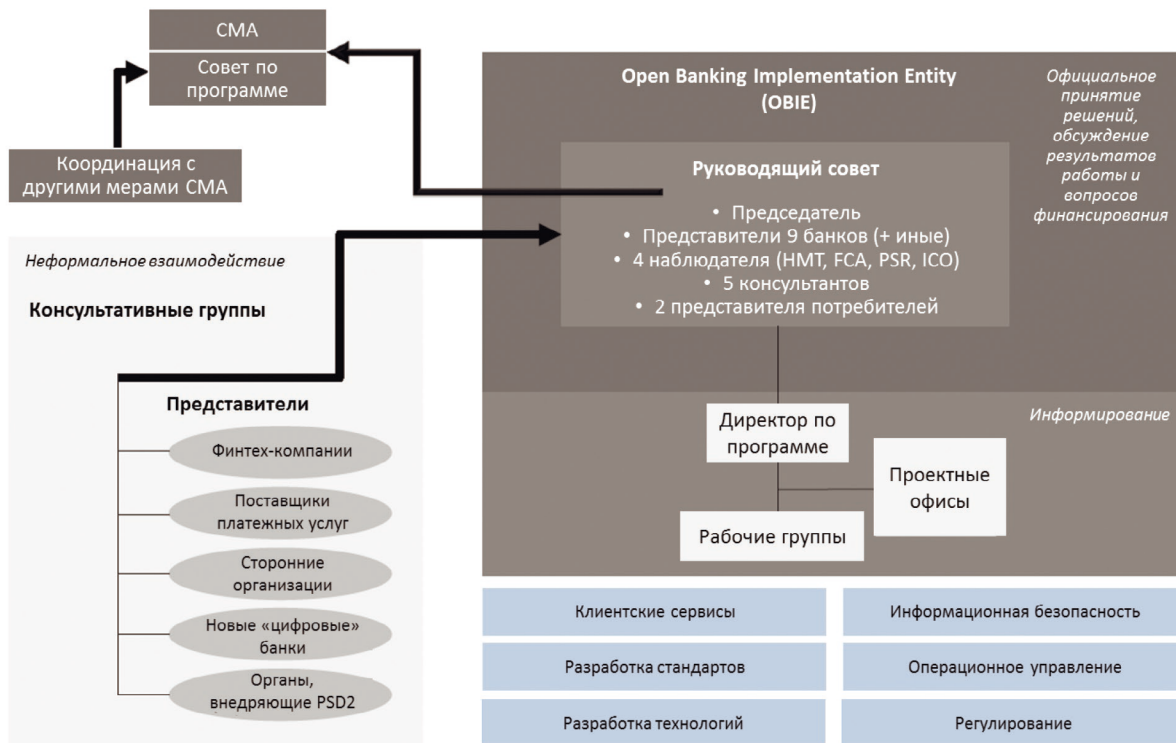 СМА
Совет по
программе
Координация с
другими мерами СМА
Неформальное взаимодействие
Консультативные группы
Представители
Финтех-компании
Поставщики
платежных услуг
Сторонние
организации
Новые «цифровые»
банки
Органы,
внедряющие PSD2
Open Banking Implementation Entity
(OBIE)
Официальное
принятие
решений,
обсуждение
результатов
работы и
вопросов
финансирования
Руководящий совет
• Председатель
• Представители 9 банков (+ иные)
• 4 наблюдателя (HMT, FCA, PSR, ICO)
• 5 консультантов
• 2 представителя потребителей
Информирование
Директор по
программе
Проектные
офисы
Рабочие группы
Клиентские сервисы
Информационная безопасность
Разработка стандартов
Операционное управление
Разработка технологий
Регулирование